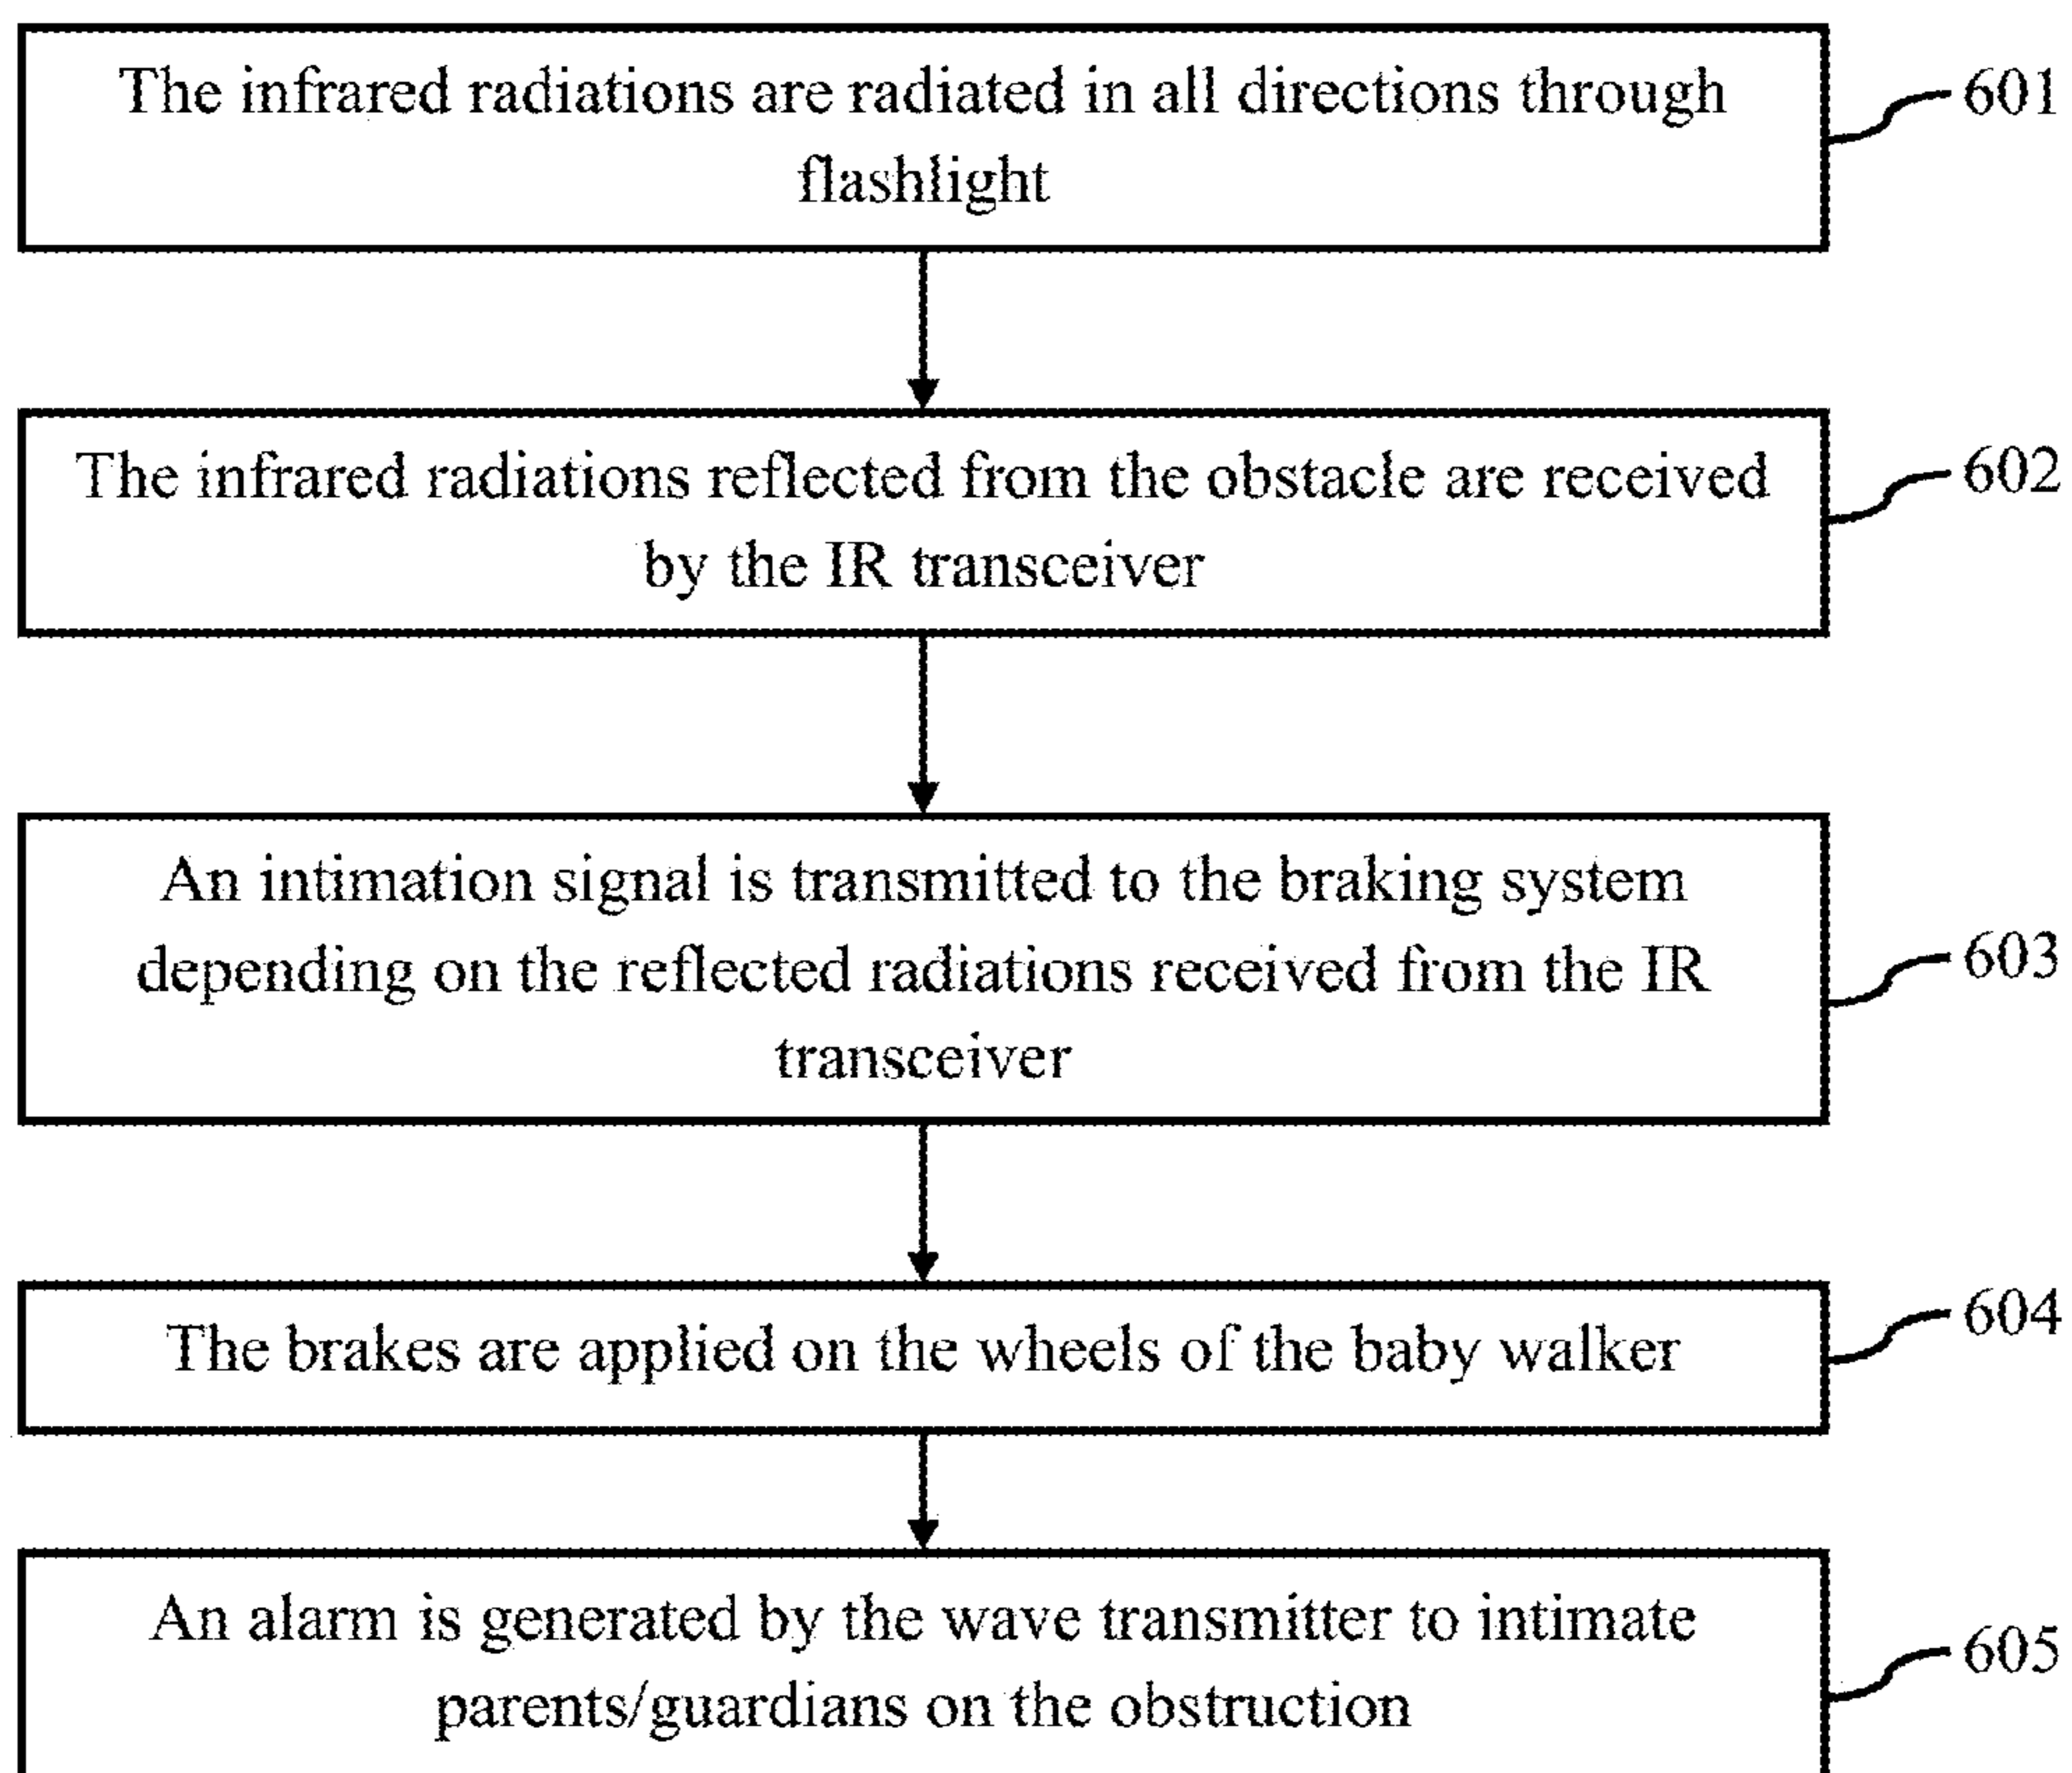 The infrared radiations are radiated in all directions through
flashlight
601
The infrared radiations reflected from the obstacle are received
by the IR transceiver
602
An intimation signal is transmitted to the braking system
depending on the reflected radiations received from the IR
transceiver
603
The brakes are applied on the wheels of the baby walker
604
An alarm is generated by the wave transmitter to intimate
parents/guardians on the obstruction
605